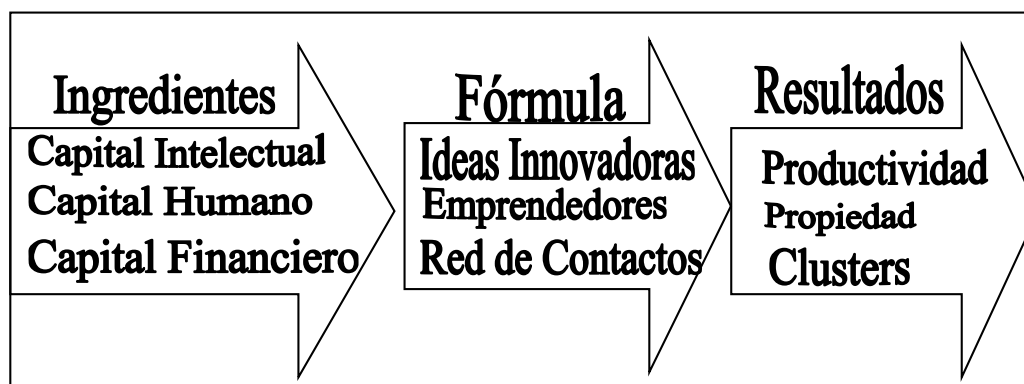 Ingredientes
Capital Intelectual
Capital Humano
Capital Financiero
Fórmula
Ideas Innovadoras
Emprendedores
Red de Contactos
Resultados
Productividad
Propiedad
Clusters